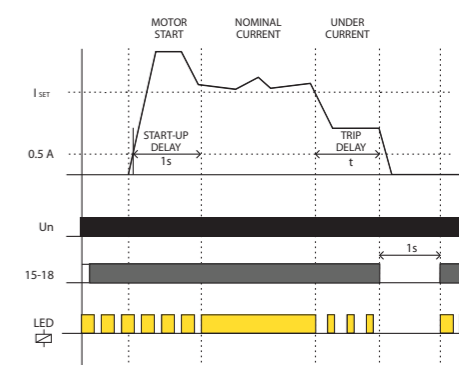 MOTOR
START
NOMINAL
CURRENT
UNDER
CURRENT
I SET
START-UP
DELAY
1s
TRIP
DELAY
t
0.5 A
Un
1s
15-18
LED